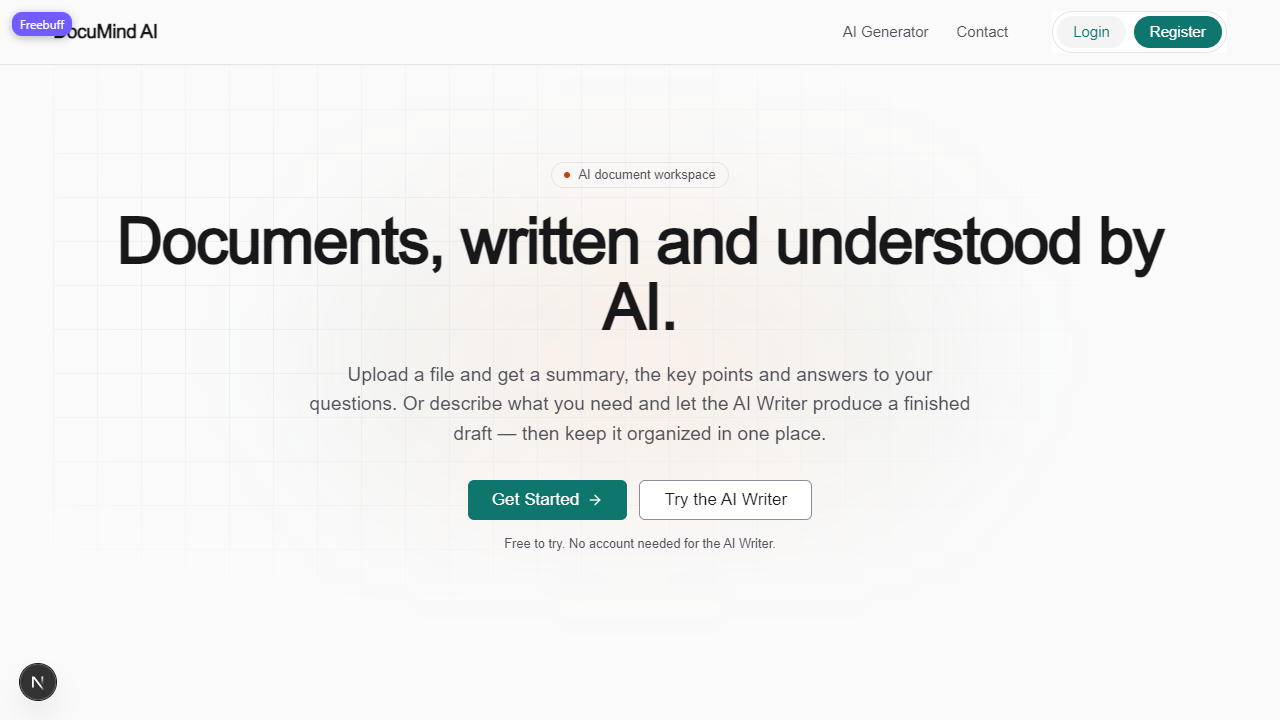 Freebuff
DocuMind AI
AI Generator
Contact
Login
Register
AI document workspace
Documents, written and understood by
AI.
Upload a file and get a summary, the key points and answers to your
questions. Or describe what you need and let the AI Writer produce a finished
draft — then keep it organized in one place.
Get Started →
Try the AI Writer
Free to try. No account needed for the AI Writer.
N